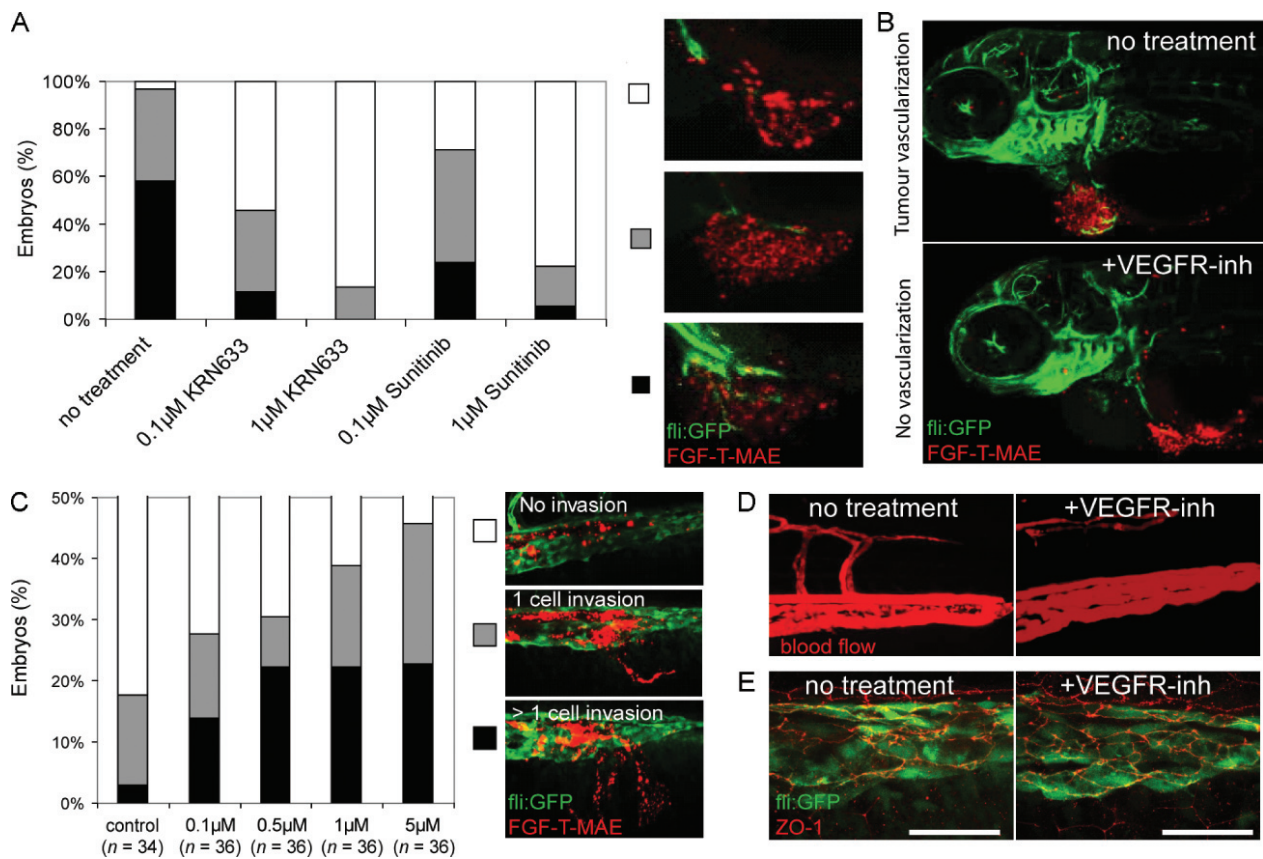 A
100%
80%
60%
40%
20%
0%
Embryos (%)
no treatment
0.1µM KRN633
1µM KRN633
0.1µM Sunitinib
1µM Sunitinib
fli:GFP
FGF-T-MAE
B
Tumour vascularization
no treatment
No vascularization
+VEGFR-inh
fli:GFP
FGF-T-MAE
C
50%
40%
30%
20%
10%
0%
Embryos (%)
control
(n = 34)
0.1µM
(n = 36)
0.5µM
(n = 36)
1µM
(n = 36)
5µM
(n = 36)
No invasion
1 cell invasion
> 1 cell invasion
fli:GFP
FGF-T-MAE
D
no treatment
+VEGFR-inh
blood flow
E
no treatment
+VEGFR-inh
fli:GFP
ZO-1